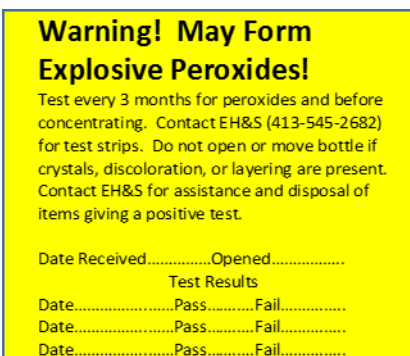 Warning!  May Form
Explosive Peroxides!
Test every 3 months for peroxides and before
concentrating.  Contact EH&S (413-545-2682)
for test strips.  Do not open or move bottle if
crystals, discoloration, or layering are present.
Contact EH&S for assistance and disposal of
items giving a positive test.
Date Received...............Opened.................
Test Results
Date.......................Pass...........Fail...............
Date.......................Pass...........Fail...............
Date.......................Pass...........Fail...............